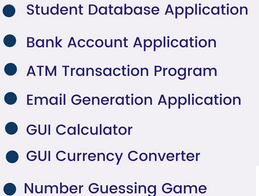 Student Database Application
Bank Account Application
ATM Transaction Program
Email Generation Application
GUI Calculator
GUI Currency Converter
Number Guessing Game